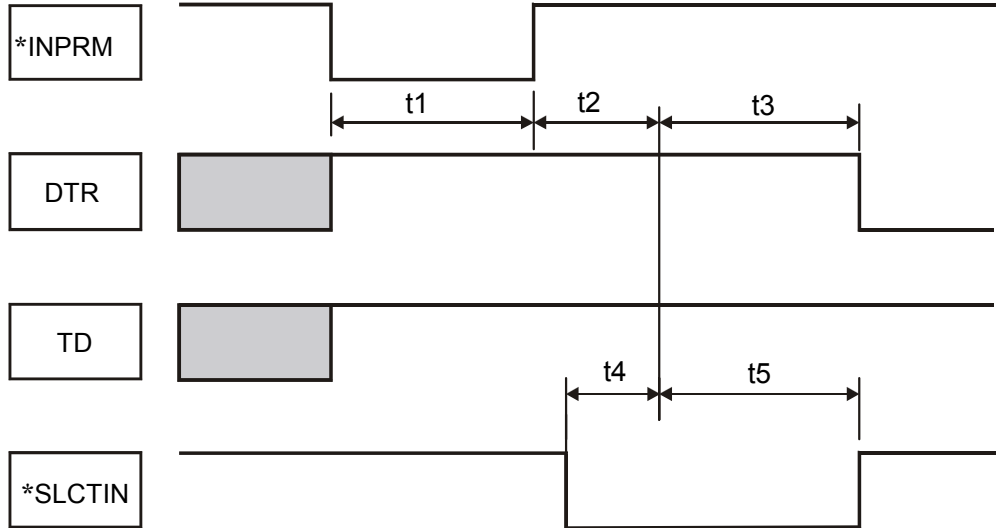 *INPRM
t1
t2
t3
DTR
TD
t4
t5
*SLCTIN